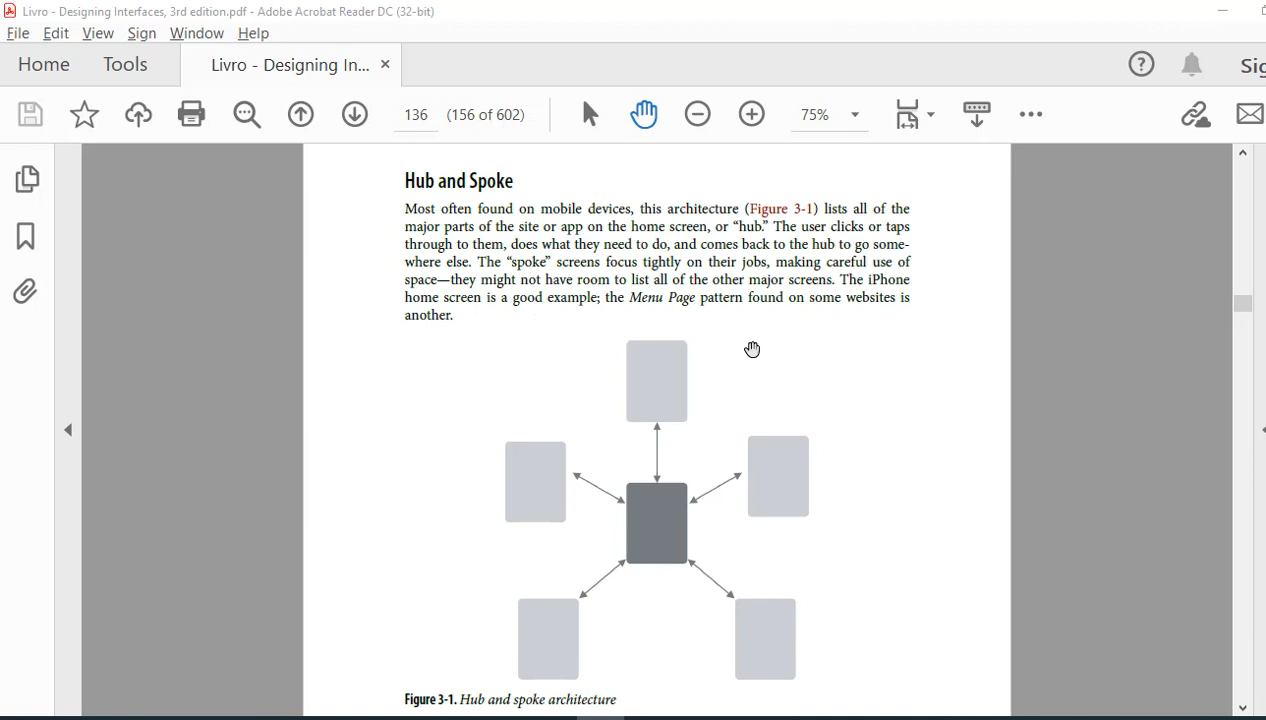 Livro - Designing Interfaces, 3rd edition.pdf - Adobe Acrobat Reader DC (32-bit)
File Edit View Sign Window Help
Home Tools Livro - Designing In... × ? Sig
136 (156 of 602) 75%
Hub and Spoke
Most often found on mobile devices, this architecture (Figure 3-1) lists all of the
major parts of the site or app on the home screen, or “hub.” The user clicks or taps
through to them, does what they need to do, and comes back to the hub to go some-
where else. The “spoke” screens focus tightly on their jobs, making careful use of
space—they might not have room to list all of the other major screens. The iPhone
home screen is a good example; the Menu Page pattern found on some websites is
another.
Figure 3-1. Hub and spoke architecture